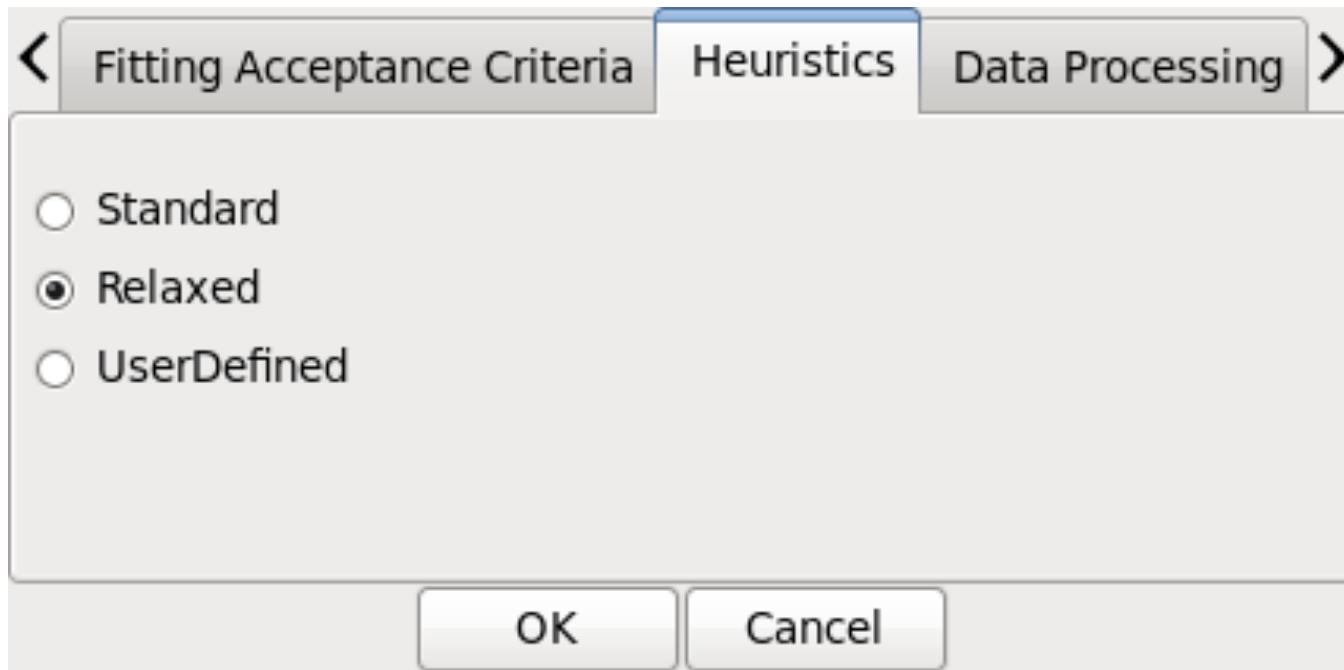 Fitting Acceptance Criteria Heuristics Data Processing
Standard
Relaxed
UserDefined
OK Cancel